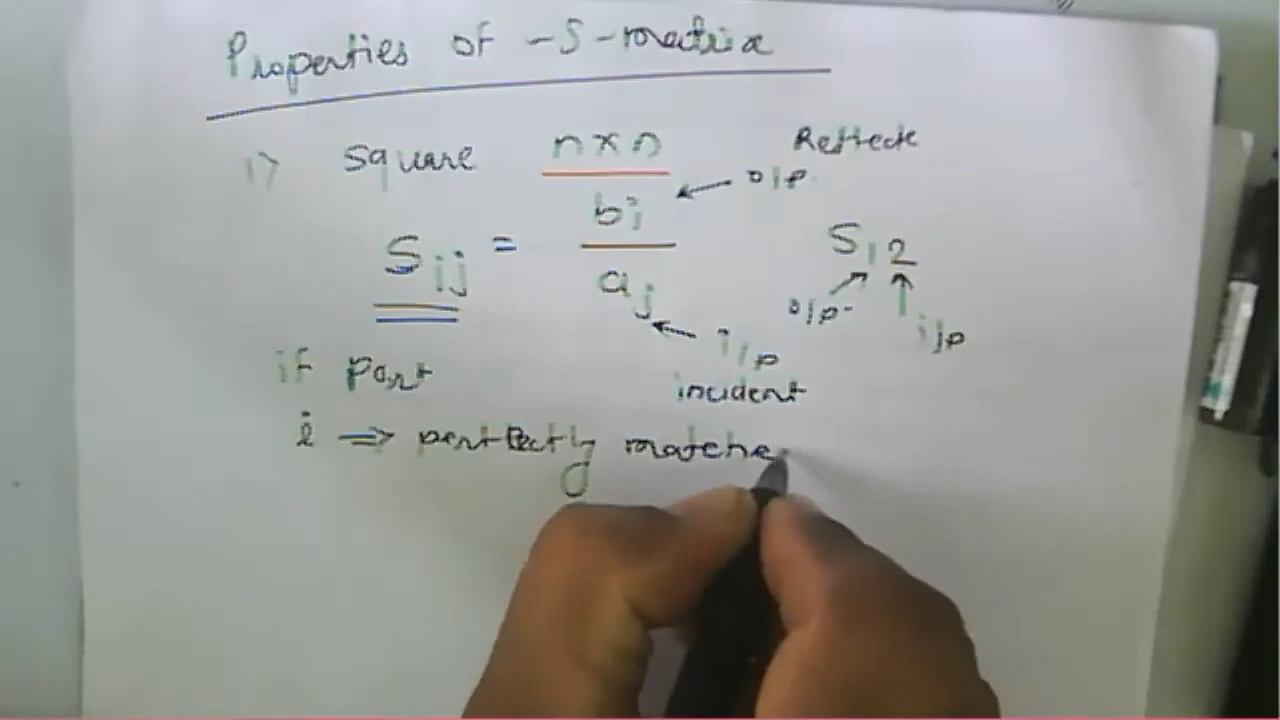 Properties of -S-matrix
1) square n×n Reflecte
bi ← o/p
Sij = S12
aj o/p i/p
i/p
if Port incident
i ⇒ perfectly matche